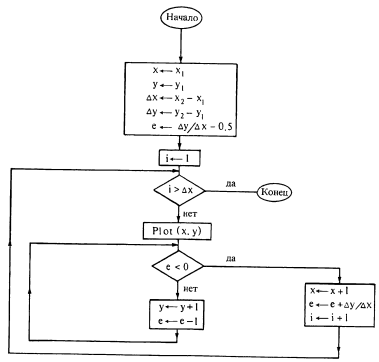 Начало
x ← x₁
y ← y₁
Δx ← x₂ − x₁
Δy ← y₂ − y₁
e ← Δy/Δx − 0,5
i ← 1
i > Δx
да
Конец
нет
Plot (x, y)
e < 0
да
нет
x ← x + 1
e ← e + Δy/Δx
i ← i + 1
y ← y + 1
e ← e − 1